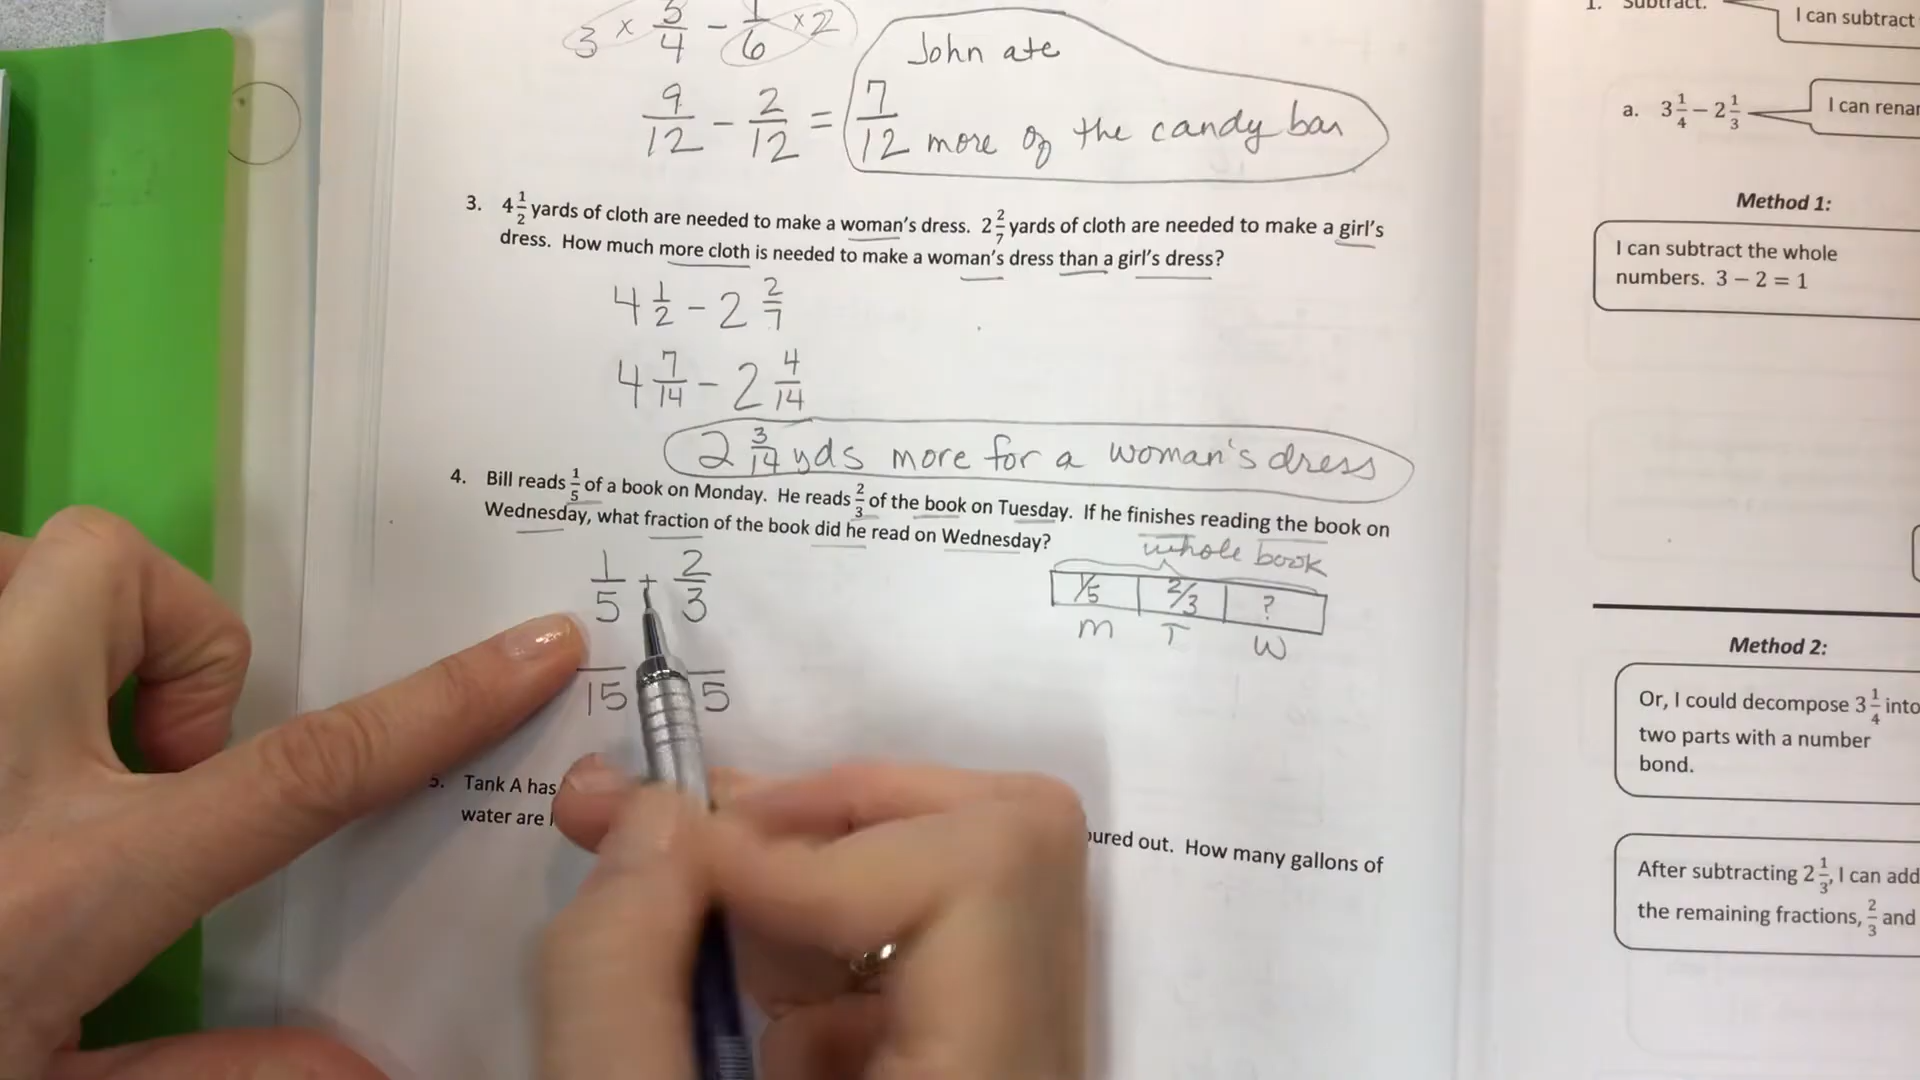 3 × 3/4 − 1/6 × 2
9/12 − 2/12 = 7/12
John ate
more of the candy bar
3. 4 1/2 yards of cloth are needed to make a woman's dress. 2 2/7 yards of cloth are needed to make a girl's
dress. How much more cloth is needed to make a woman's dress than a girl's dress?
4 1/2 − 2 2/7
4 7/14 − 2 4/14
2 3/14 yds more for a woman's dress
4. Bill reads 1/5 of a book on Monday. He reads 2/3 of the book on Tuesday. If he finishes reading the book on
Wednesday, what fraction of the book did he read on Wednesday?
1/5 + 2/3
15 5
whole book
1/5 2/3 ?
M T W
5. Tank A has
water are
oured out. How many gallons of
1. Subtract.
I can subtract
a. 3 1/4 − 2 1/3
I can
Method 1:
I can subtract the whole
numbers. 3 − 2 = 1
Method 2:
Or, I could decompose 3 1/4 into
two parts with a number
bond.
After subtracting 2 1/3, I can add
the remaining fractions, 2/3 and